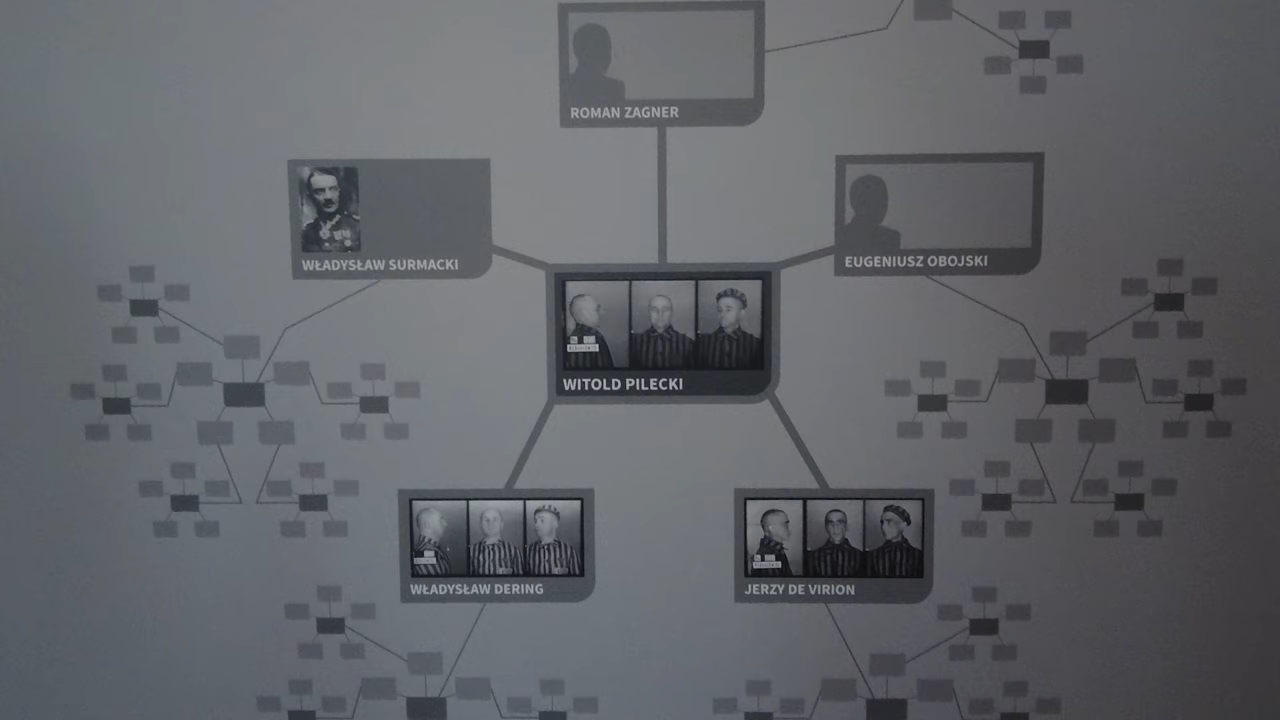 ROMAN ZAGNER
WŁADYSŁAW SURMACKI
EUGENIUSZ OBOJSKI
WITOLD PILECKI
WŁADYSŁAW DERING
JERZY DE VIRION